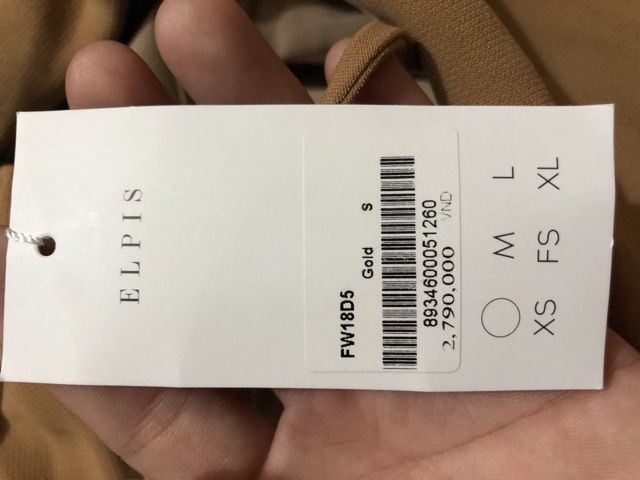 ELPIS
FW18D5
Gold S
8934600051260
2,790,000 VND
M L
XS FS XL